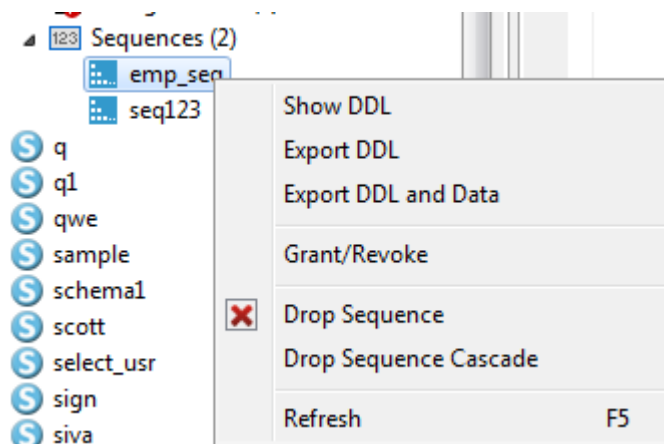 123 Sequences (2)
emp_seq
seq123
S q
S q1
S qwe
S sample
S schema1
S scott
S select_usr
S sign
S siva
Show DDL
Export DDL
Export DDL and Data
Grant/Revoke
Drop Sequence
Drop Sequence Cascade
Refresh F5